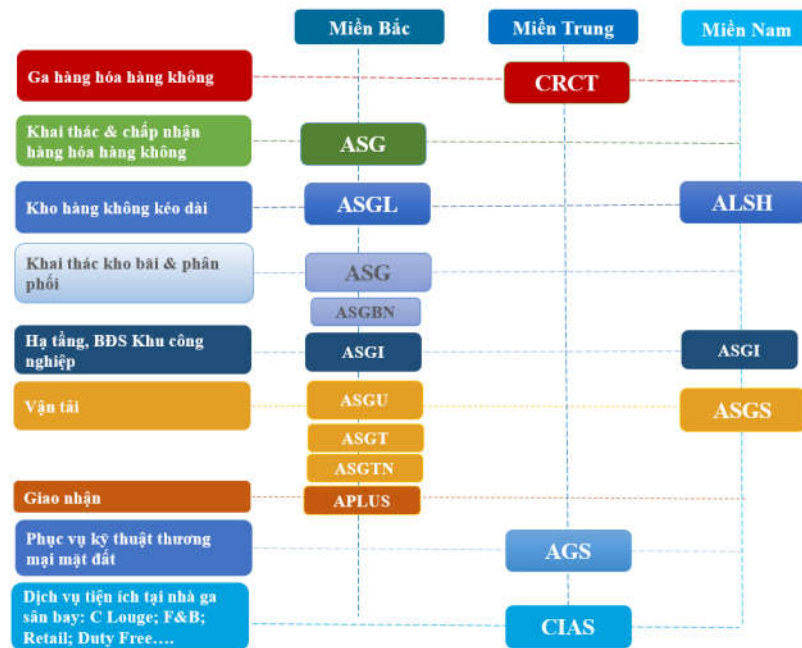 Miền Bắc
Miền Trung
Miền Nam
Ga hàng hóa hàng không
CRCT
Khai thác & chấp nhận
hàng hóa hàng không
ASG
Kho hàng không kéo dài
ASGL
ALSH
Khai thác kho bãi & phân
phối
ASG
ASGBN
Hạ tầng, BĐS Khu công
nghiệp
ASGI
ASGI
Vận tải
ASGU
ASGS
ASGT
ASGTN
Giao nhận
APLUS
Phục vụ kỹ thuật thương
mại mặt đất
AGS
Dịch vụ tiện ích tại nhà ga
sân bay: C Louge; F&B;
Retail; Duty Free....
CIAS